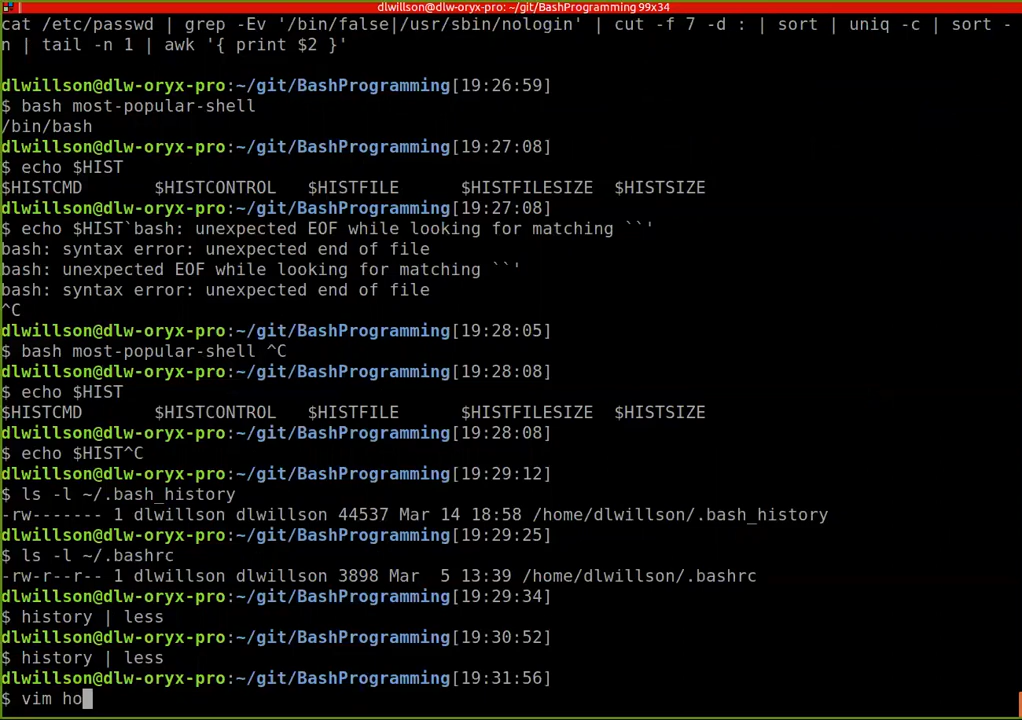 dlwillson@dlw-oryx-pro: ~/git/BashProgramming 99x34
cat /etc/passwd | grep -Ev '/bin/false|/usr/sbin/nologin' | cut -f 7 -d : | sort | uniq -c | sort -
n | tail -n 1 | awk '{ print $2 }'
dlwillson@dlw-oryx-pro:~/git/BashProgramming[19:26:59]
$ bash most-popular-shell
/bin/bash
dlwillson@dlw-oryx-pro:~/git/BashProgramming[19:27:08]
$ echo $HIST
$HISTCMD       $HISTCONTROL   $HISTFILE      $HISTFILESIZE  $HISTSIZE
dlwillson@dlw-oryx-pro:~/git/BashProgramming[19:27:08]
$ echo $HIST`bash: unexpected EOF while looking for matching ``'
bash: syntax error: unexpected end of file
bash: unexpected EOF while looking for matching ``'
bash: syntax error: unexpected end of file
^C
dlwillson@dlw-oryx-pro:~/git/BashProgramming[19:28:05]
$ bash most-popular-shell ^C
dlwillson@dlw-oryx-pro:~/git/BashProgramming[19:28:08]
$ echo $HIST
$HISTCMD       $HISTCONTROL   $HISTFILE      $HISTFILESIZE  $HISTSIZE
dlwillson@dlw-oryx-pro:~/git/BashProgramming[19:28:08]
$ echo $HIST^C
dlwillson@dlw-oryx-pro:~/git/BashProgramming[19:29:12]
$ ls -l ~/.bash_history
-rw------- 1 dlwillson dlwillson 44537 Mar 14 18:58 /home/dlwillson/.bash_history
dlwillson@dlw-oryx-pro:~/git/BashProgramming[19:29:25]
$ ls -l ~/.bashrc
-rw-r--r-- 1 dlwillson dlwillson 3898 Mar  5 13:39 /home/dlwillson/.bashrc
dlwillson@dlw-oryx-pro:~/git/BashProgramming[19:29:34]
$ history | less
dlwillson@dlw-oryx-pro:~/git/BashProgramming[19:30:52]
$ history | less
dlwillson@dlw-oryx-pro:~/git/BashProgramming[19:31:56]
$ vim ho